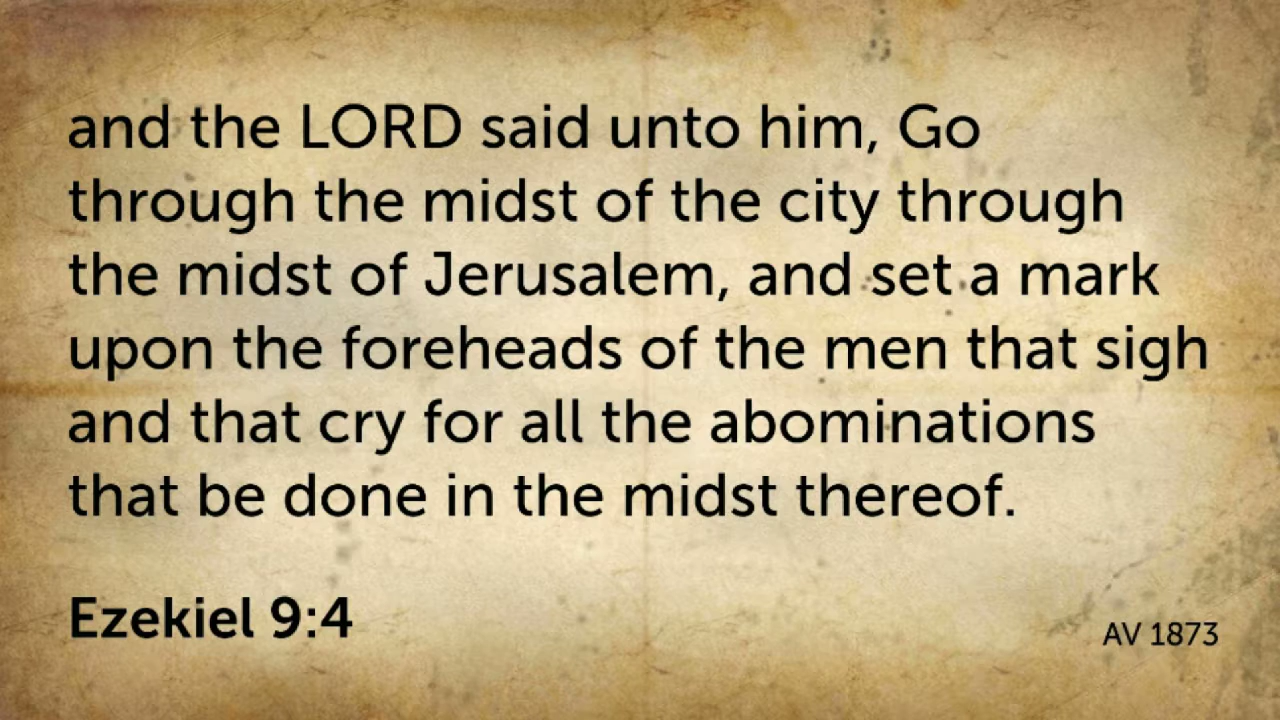 and the LORD said unto him, Go
through the midst of the city through
the midst of Jerusalem, and set a mark
upon the foreheads of the men that sigh
and that cry for all the abominations
that be done in the midst thereof.
Ezekiel 9:4
AV 1873